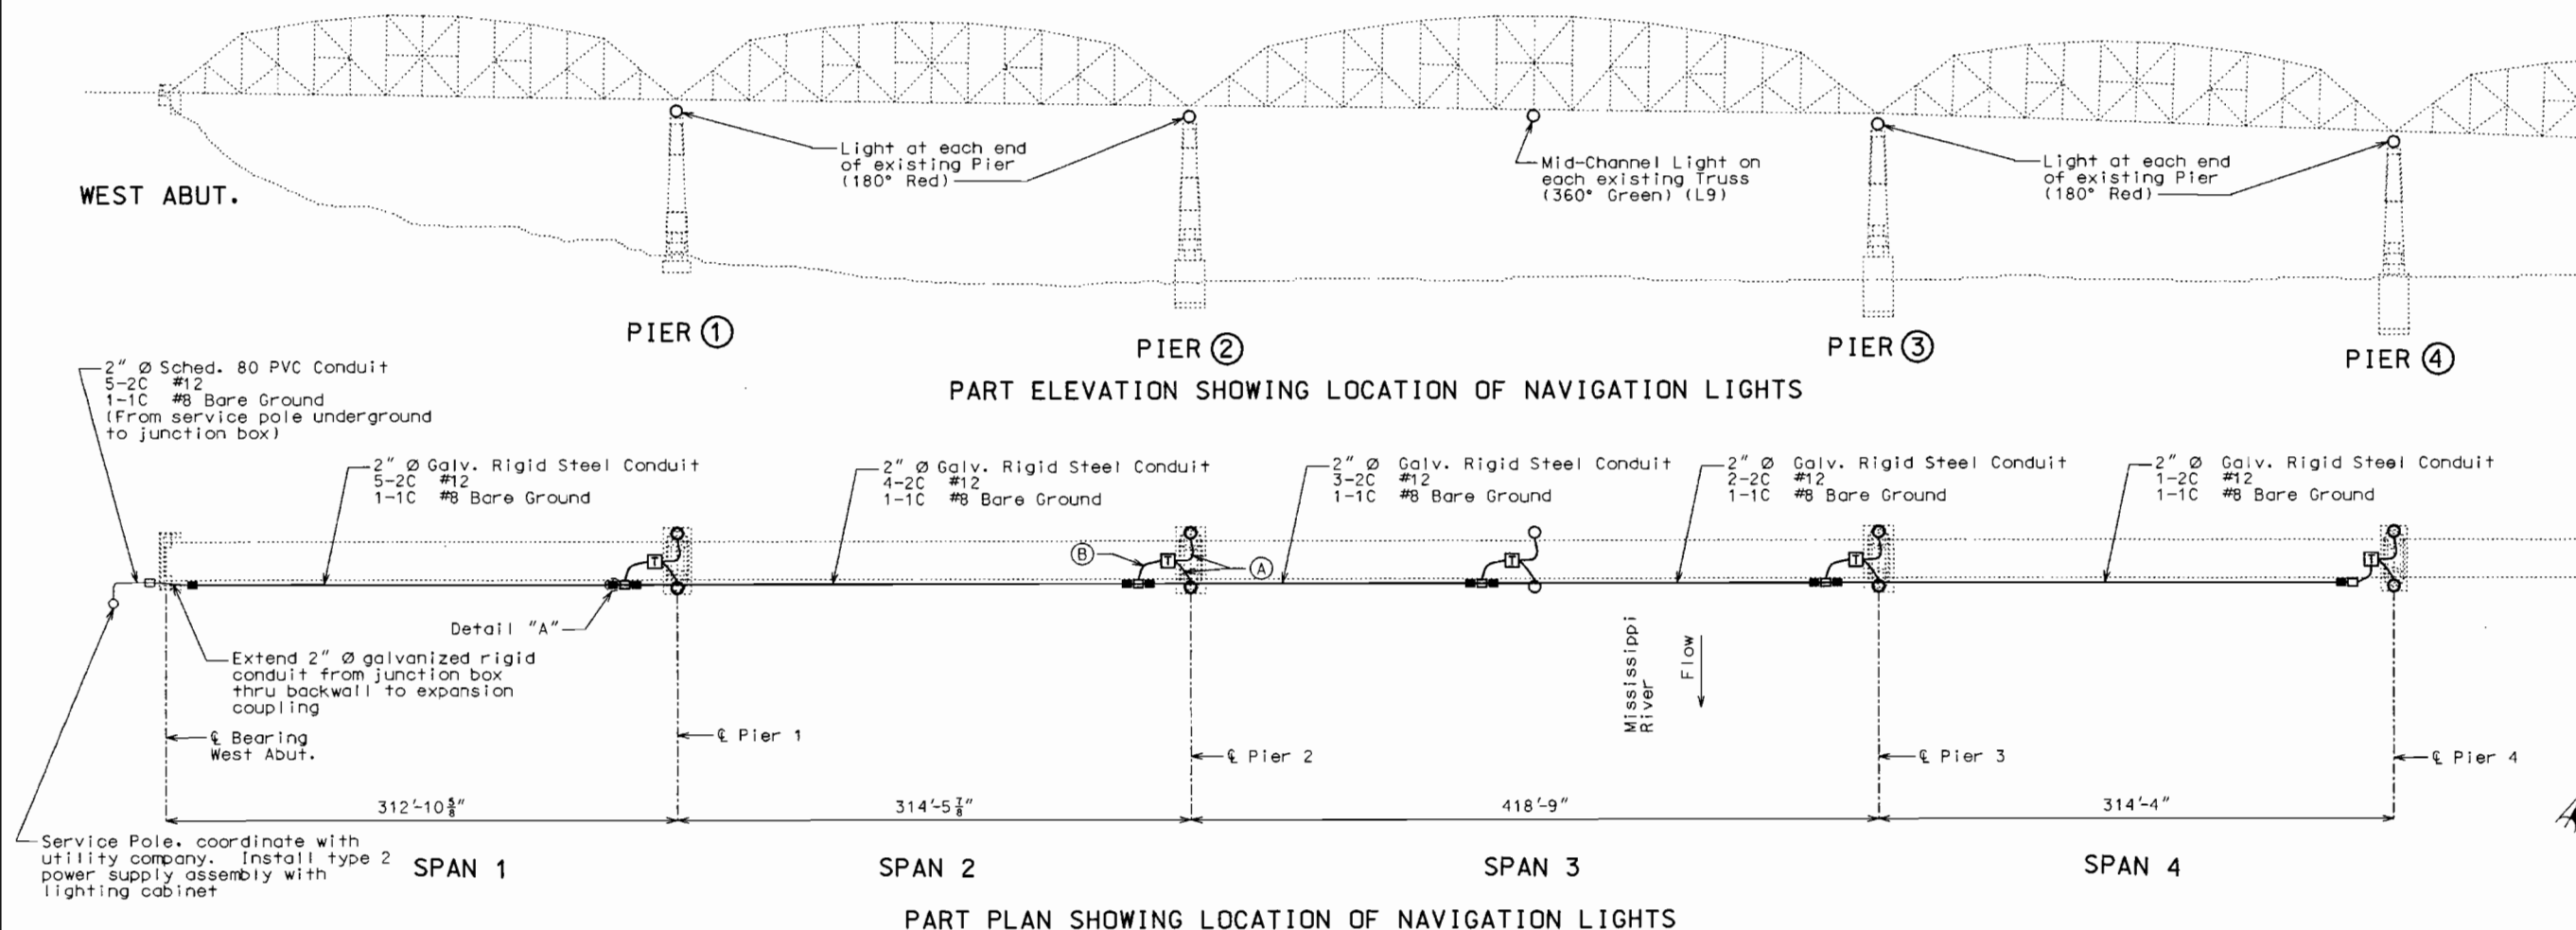 Light at each end
of existing Pier
(180° Red)
Mid-Channel Light on
each existing Truss
(360° Green) (L9)
Light at each end
of existing Pier
(180° Red)
WEST ABUT.
PIER 1
PIER 2
PIER 3
PIER 4
PART ELEVATION SHOWING LOCATION OF NAVIGATION LIGHTS
2" Ø Sched. 80 PVC Conduit
5-2C #12
1-1C #8 Bare Ground
(From service pole underground
to junction box)
2" Ø Galv. Rigid Steel Conduit
5-2C #12
1-1C #8 Bare Ground
2" Ø Galv. Rigid Steel Conduit
4-2C #12
1-1C #8 Bare Ground
2" Ø Galv. Rigid Steel Conduit
3-2C #12
1-1C #8 Bare Ground
2" Ø Galv. Rigid Steel Conduit
2-2C #12
1-1C #8 Bare Ground
2" Ø Galv. Rigid Steel Conduit
1-2C #12
1-1C #8 Bare Ground
T
B
T
A
T
T
T
Detail "A"
Extend 2" Ø galvanized rigid
conduit from junction box
thru backwall to expansion
coupling
Mississippi
River
Flow
℄ Bearing
West Abut.
℄ Pier 1
℄ Pier 2
℄ Pier 3
℄ Pier 4
312'-10⅝"
314'-5⅞"
418'-9"
314'-4"
Service Pole. coordinate with
utility company. Install type 2
power supply assembly with
lighting cabinet
SPAN 1
SPAN 2
SPAN 3
SPAN 4
PART PLAN SHOWING LOCATION OF NAVIGATION LIGHTS